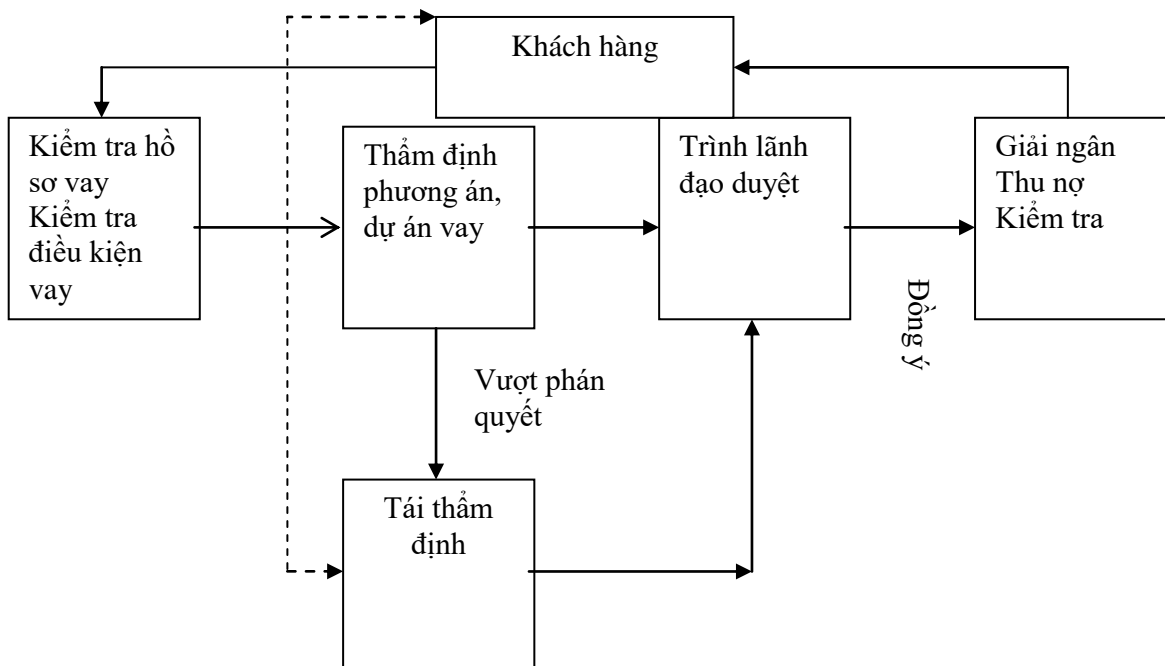 Khách hàng
Kiểm tra hồ
sơ vay
Kiểm tra
điều kiện
vay
Thẩm định
phương án,
dự án vay
Trình lãnh
đạo duyệt
Giải ngân
Thu nợ
Kiểm tra
Đồng ý
Vượt phán
quyết
Tái thẩm
định